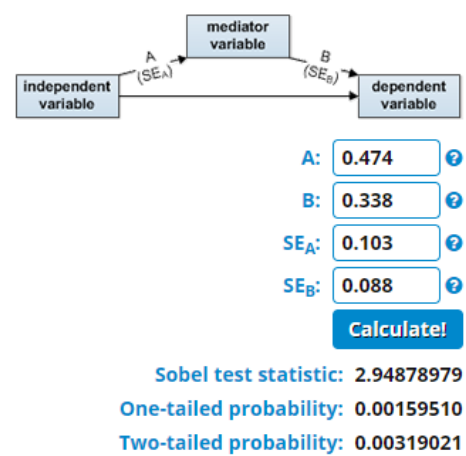 mediator
variable
A
(SEA)
B
(SEB)
independent
variable
dependent
variable
A: 0.474 ?
B: 0.338 ?
SEA: 0.103 ?
SEB: 0.088 ?
Calculate!
Sobel test statistic: 2.94878979
One-tailed probability: 0.00159510
Two-tailed probability: 0.00319021